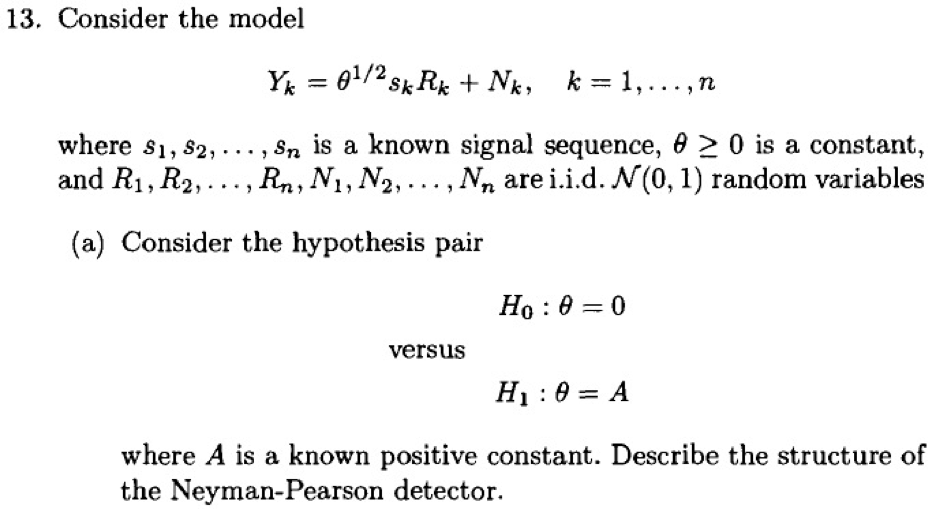 13. Consider the model
Y_k = θ^{1/2} s_k R_k + N_k, k = 1, . . . , n
where s_1, s_2, . . . , s_n is a known signal sequence, θ ≥ 0 is a constant,
and R_1, R_2, . . . , R_n, N_1, N_2, . . . , N_n are i.i.d. 𝒩(0, 1) random variables
(a) Consider the hypothesis pair
H_0 : θ = 0
versus
H_1 : θ = A
where A is a known positive constant. Describe the structure of
the Neyman-Pearson detector.